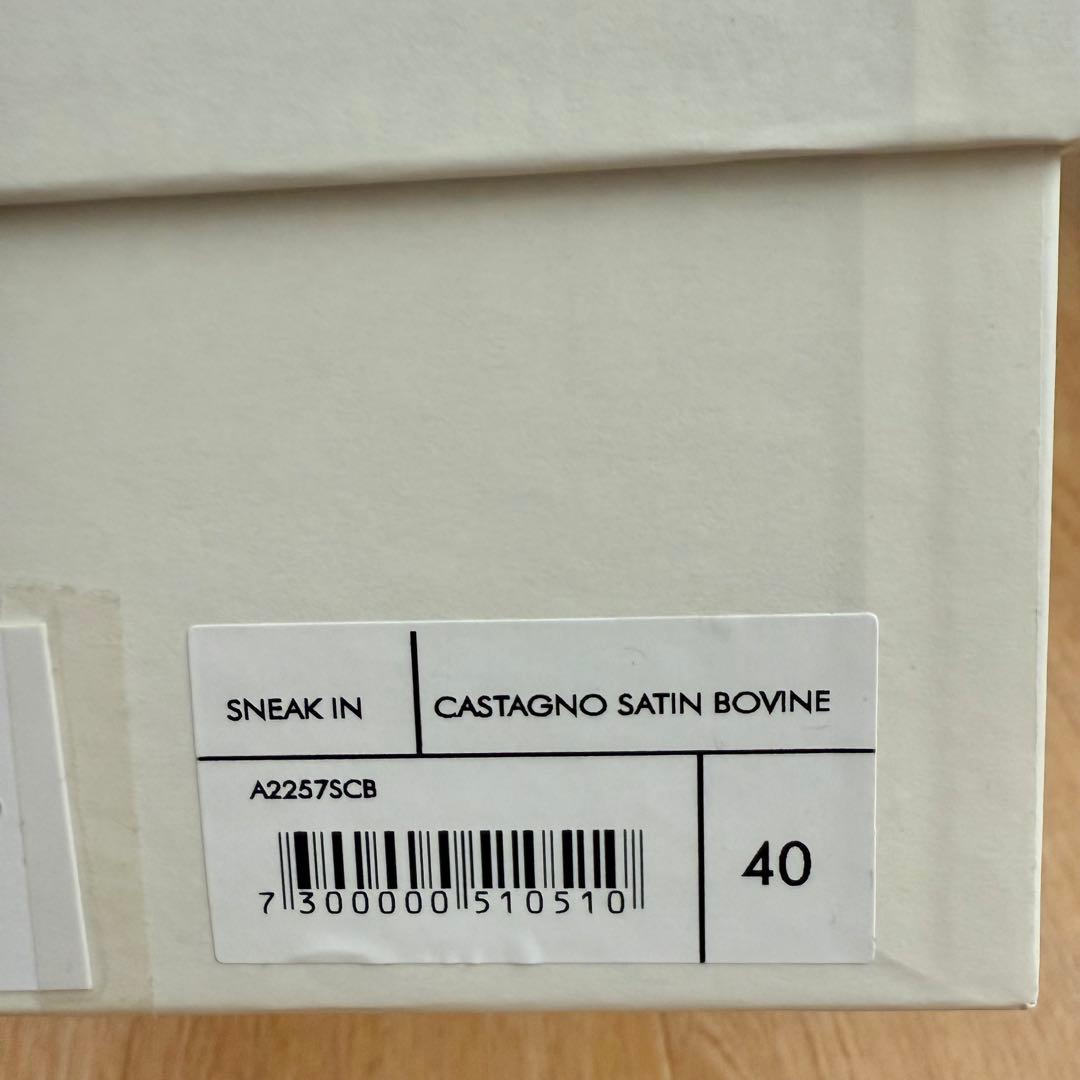 SNEAK IN
CASTAGNO SATIN BOVINE
A2257SCB
7 300000 510510
40